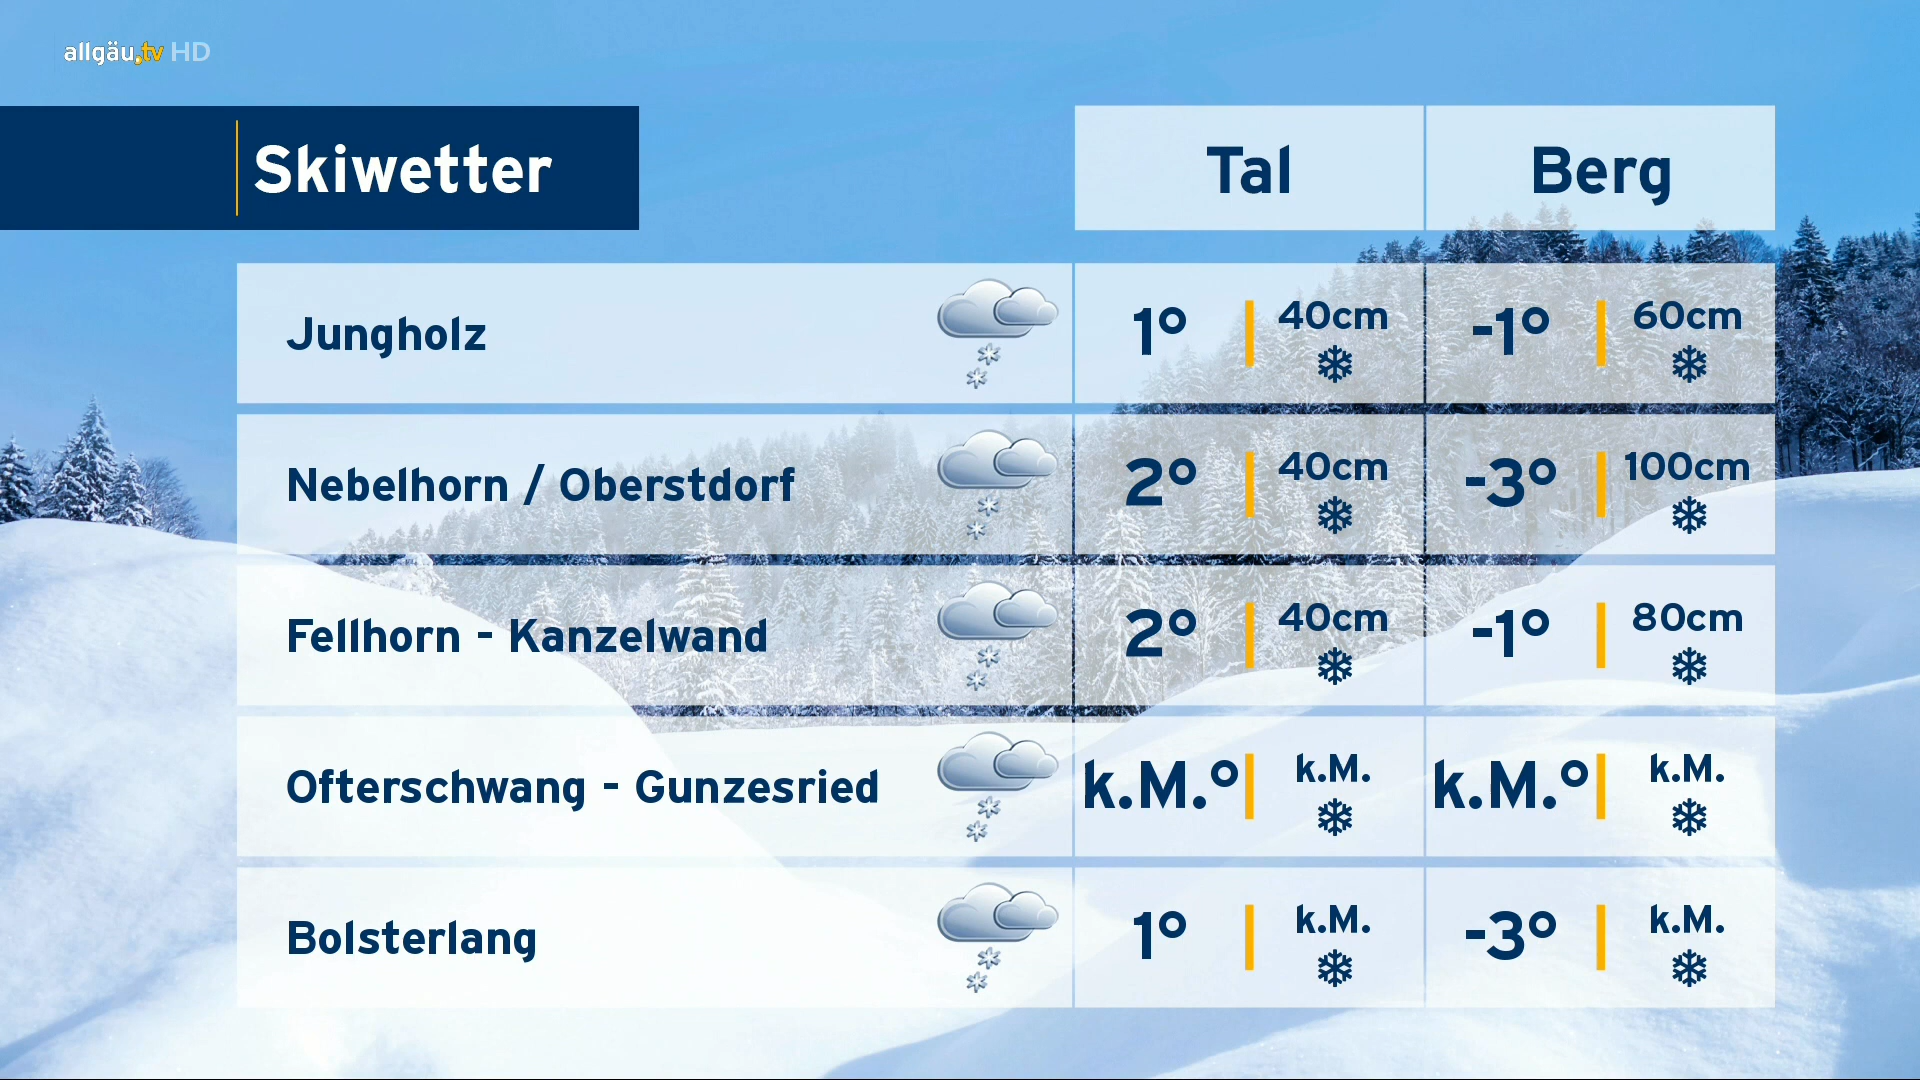 allgäu.tv HD
Skiwetter
Tal Berg
Jungholz 1° 40cm -1° 60cm
Nebelhorn / Oberstdorf 2° 40cm -3° 100cm
Fellhorn - Kanzelwand 2° 40cm -1° 80cm
Ofterschwang - Gunzesried k.M.° k.M. k.M.° k.M.
Bolsterlang 1° k.M. -3° k.M.